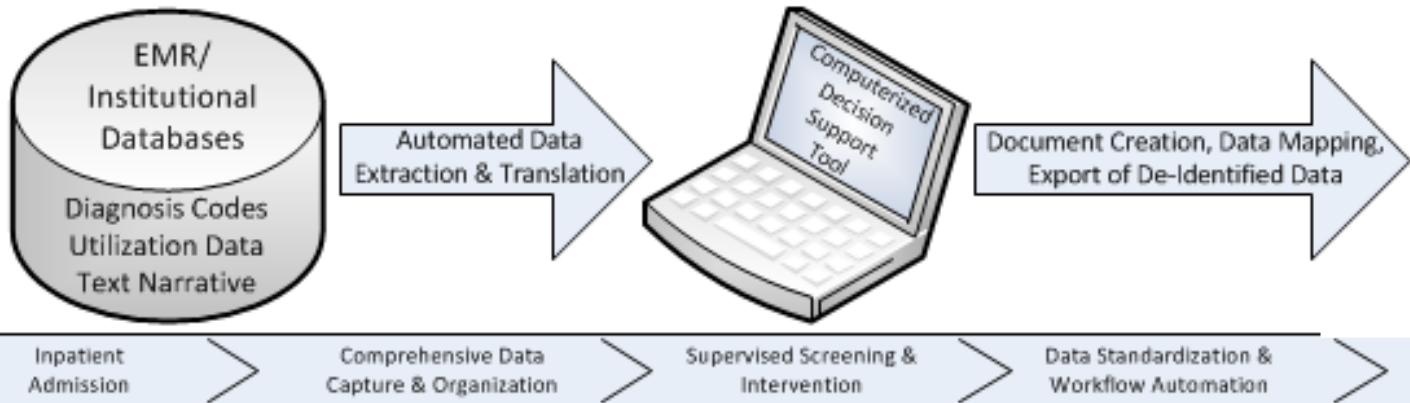 EMR/
Institutional
Databases
Diagnosis Codes
Utilization Data
Text Narrative
Automated Data
Extraction & Translation
Computerized
Decision
Support
Tool
Document Creation, Data Mapping,
Export of De-Identified Data
Inpatient
Admission
Comprehensive Data
Capture & Organization
Supervised Screening &
Intervention
Data Standardization &
Workflow Automation